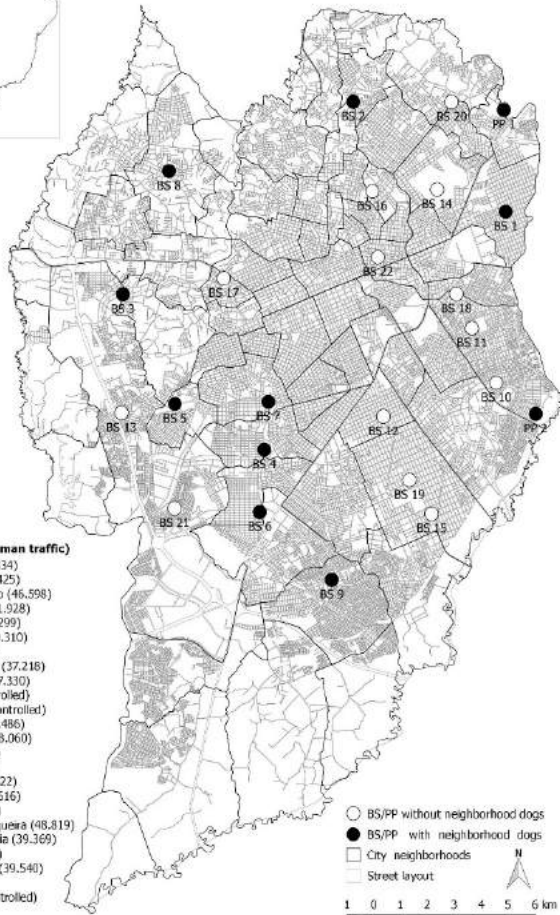 BS 2
BS 20
PP 1
BS 8
BS 16
BS 14
BS 1
BS 22
BS 17
BS 3
BS 18
BS 11
BS 10
BS 5
BS 7
BS 13
BS 12
PP 2
BS 4
BS 19
BS 21
BS 6
BS 15
BS 9
man traffic)
34)
425)
o (46.598)
1.928)
299)
.310)
(37.218)
7.330)
rolled)
ntrolled)
.486)
3.060)
)
22)
616)
)
queira (48.819)
ia (39.369)
)
(39.540)
trolled)
BS/PP without neighborhood dogs
BS/PP with neighborhood dogs
City neighborhoods
Street layout
N
1 0 1 2 3 4 5 6 km